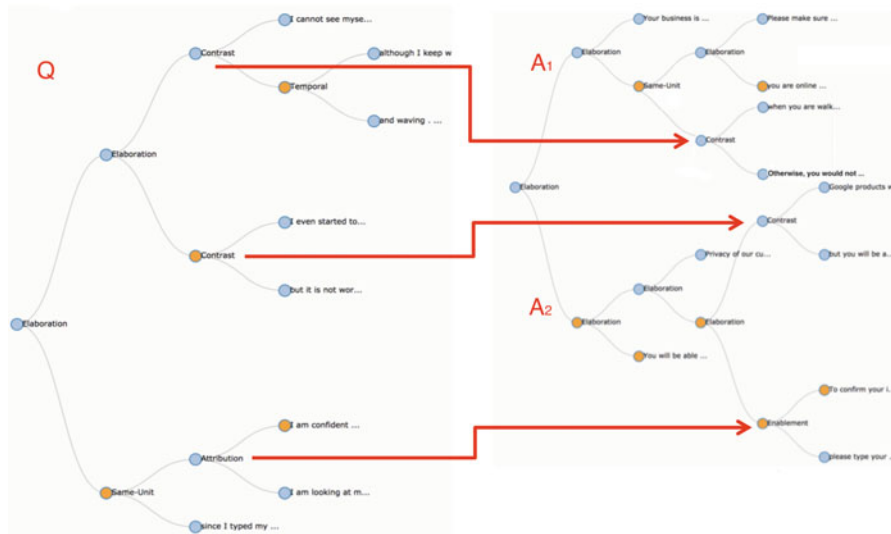 Q
I cannot see myse...
Contrast
although I keep w
Temporal
and waving . ...
Elaboration
I even started to...
Contrast
but it is not wor...
Elaboration
I am confident ...
Attribution
I am looking at m...
Same-Unit
since I typed my ...
A1
Your business is ...
Please make sure ...
Elaboration
Elaboration
Same-Unit
you are online ...
when you are walk...
Contrast
Otherwise, you would not ...
Elaboration
Google products w
Contrast
but you will be a...
Privacy of our cu...
Elaboration
A2
Elaboration
Elaboration
You will be able ...
To confirm your i...
Enablement
please type your ...